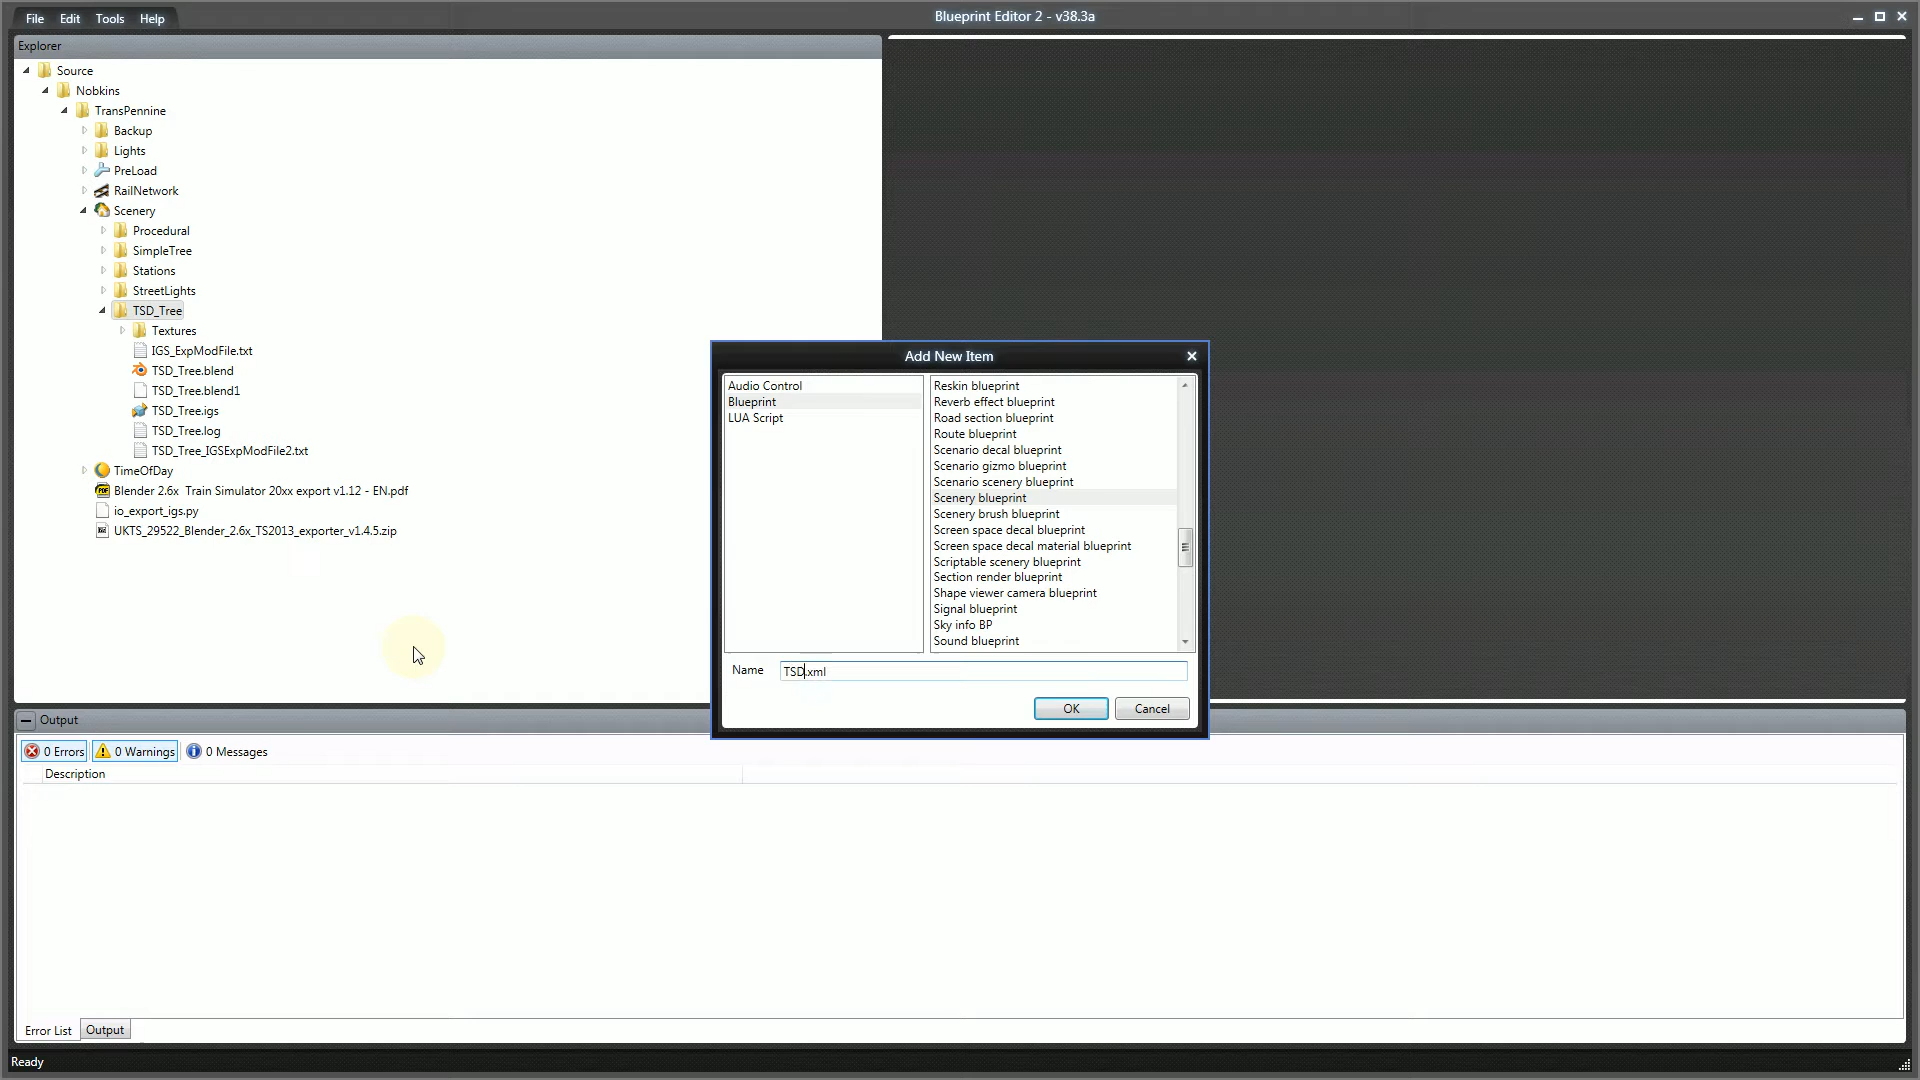 File Edit Tools Help
Blueprint Editor 2 - v38.3a
Explorer
Source
Nobkins
TransPennine
Backup
Lights
PreLoad
RailNetwork
Scenery
Procedural
SimpleTree
Stations
StreetLights
TSD_Tree
Textures
IGS_ExpModFile.txt
TSD_Tree.blend
TSD_Tree.blend1
TSD_Tree.igs
TSD_Tree.log
TSD_Tree_IGSExpModFile2.txt
TimeOfDay
Blender 2.6x  Train Simulator 20xx export v1.12 - EN.pdf
io_export_igs.py
UKTS_29522_Blender_2.6x_TS2013_exporter_v1.4.5.zip
Add New Item
Audio Control
Blueprint
LUA Script
Reskin blueprint
Reverb effect blueprint
Road section blueprint
Route blueprint
Scenario decal blueprint
Scenario gizmo blueprint
Scenario scenery blueprint
Scenery blueprint
Scenery brush blueprint
Screen space decal blueprint
Screen space decal material blueprint
Scriptable scenery blueprint
Section render blueprint
Shape viewer camera blueprint
Signal blueprint
Sky info BP
Sound blueprint
Name TSD.xml
OK Cancel
Output
0 Errors 0 Warnings 0 Messages
Description
Error List Output
Ready